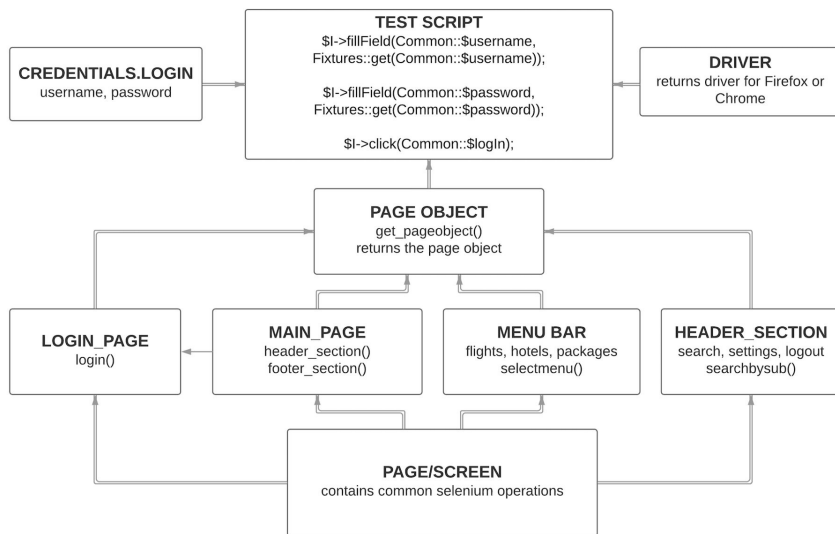 TEST SCRIPT
$I->fillField(Common::$username,
Fixtures::get(Common::$username));
$I->fillField(Common::$password,
Fixtures::get(Common::$password));
$I->click(Common::$logIn);
CREDENTIALS.LOGIN
username, password
DRIVER
returns driver for Firefox or
Chrome
PAGE OBJECT
get_pageobject()
returns the page object
LOGIN_PAGE
login()
MAIN_PAGE
header_section()
footer_section()
MENU BAR
flights, hotels, packages
selectmenu()
HEADER_SECTION
search, settings, logout
searchbysub()
PAGE/SCREEN
contains common selenium operations